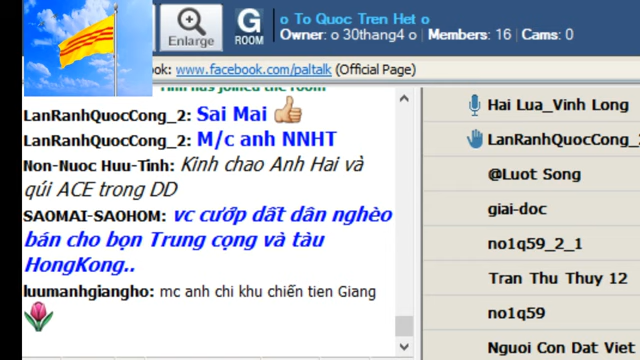 Enlarge
G
ROOM
o To Quoc Tren Het o
Owner: o 30thang4 o | Members: 16 | Cams: 0
ok: www.facebook.com/paltalk (Official Page)
LanRanhQuocCong_2: Sai Mai
LanRanhQuocCong_2: M/c anh NNHT
Non-Nuoc Huu-Tinh: Kinh chao Anh Hai và
qúi ACE trong DD
SAOMAI-SAOHOM: vc cướp dất dân nghèo
bán cho bọn Trung cọng và tàu
HongKong..
luumanhgiangho: mc anh chi khu chiến tien Giang
Hai Lua_Vinh Long
LanRanhQuocCong_2
@Luot Song
giai-doc
no1q59_2_1
Tran Thu Thuy 12
no1q59
Nguoi Con Dat Viet